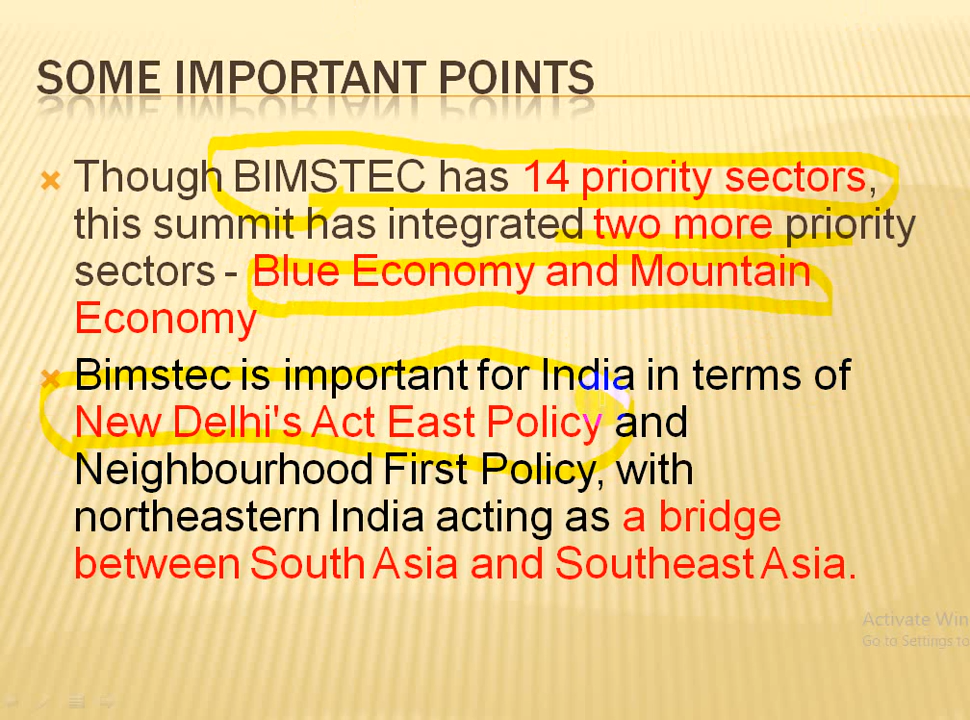 SOME IMPORTANT POINTS
Though BIMSTEC has 14 priority sectors,
this summit has integrated two more priority
sectors - Blue Economy and Mountain
Economy
Bimstec is important for India in terms of
New Delhi's Act East Policy and
Neighbourhood First Policy, with
northeastern India acting as a bridge
between South Asia and Southeast Asia.
Activate Win
Go to Settings to